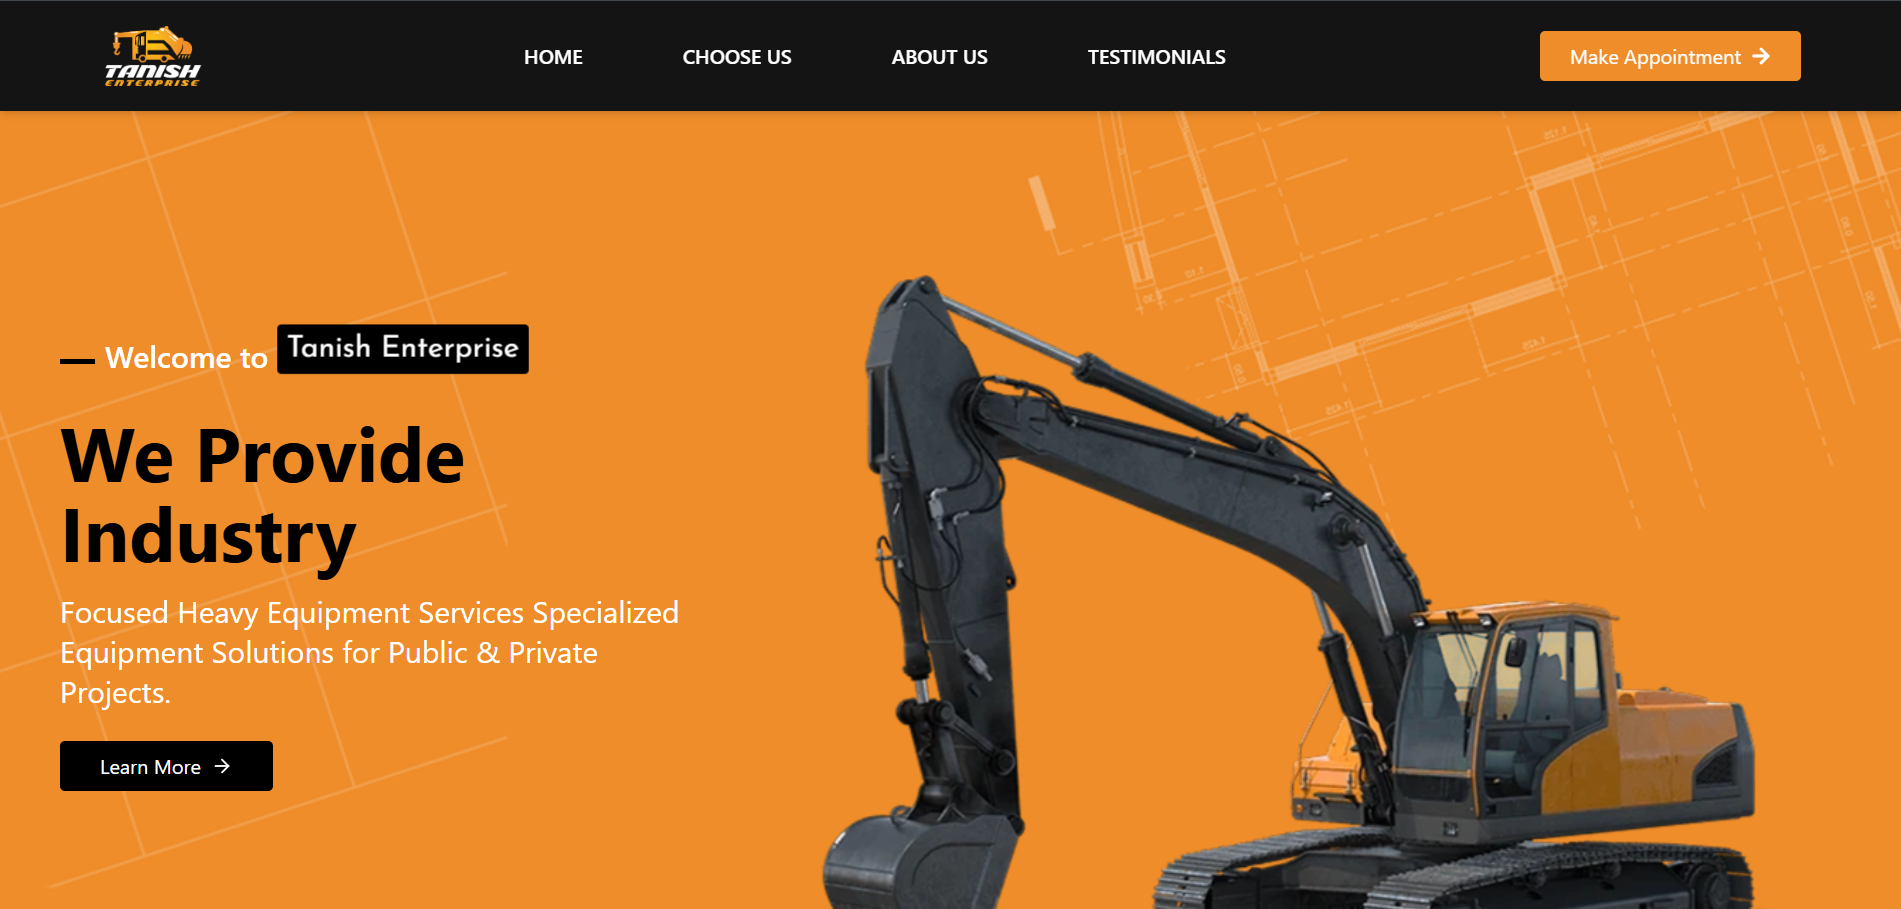 TANISH
ENTERPRISE
HOME
CHOOSE US
ABOUT US
TESTIMONIALS
Make Appointment
Welcome to Tanish Enterprise
We Provide
Industry
Focused Heavy Equipment Services Specialized
Equipment Solutions for Public & Private
Projects.
Learn More